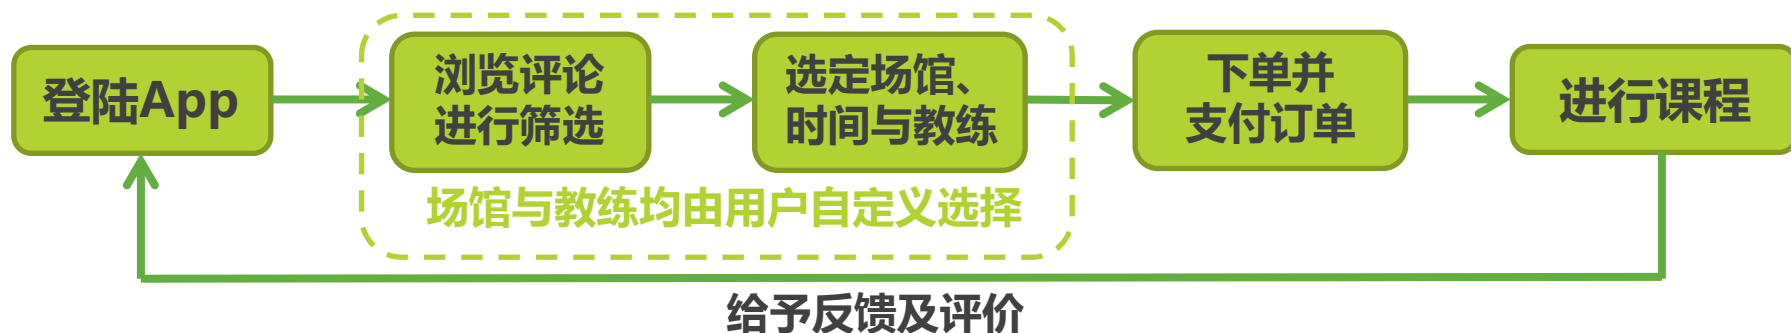 登陆App
浏览评论
进行筛选
选定场馆、
时间与教练
下单并
支付订单
进行课程
场馆与教练均由用户自定义选择
给予反馈及评价